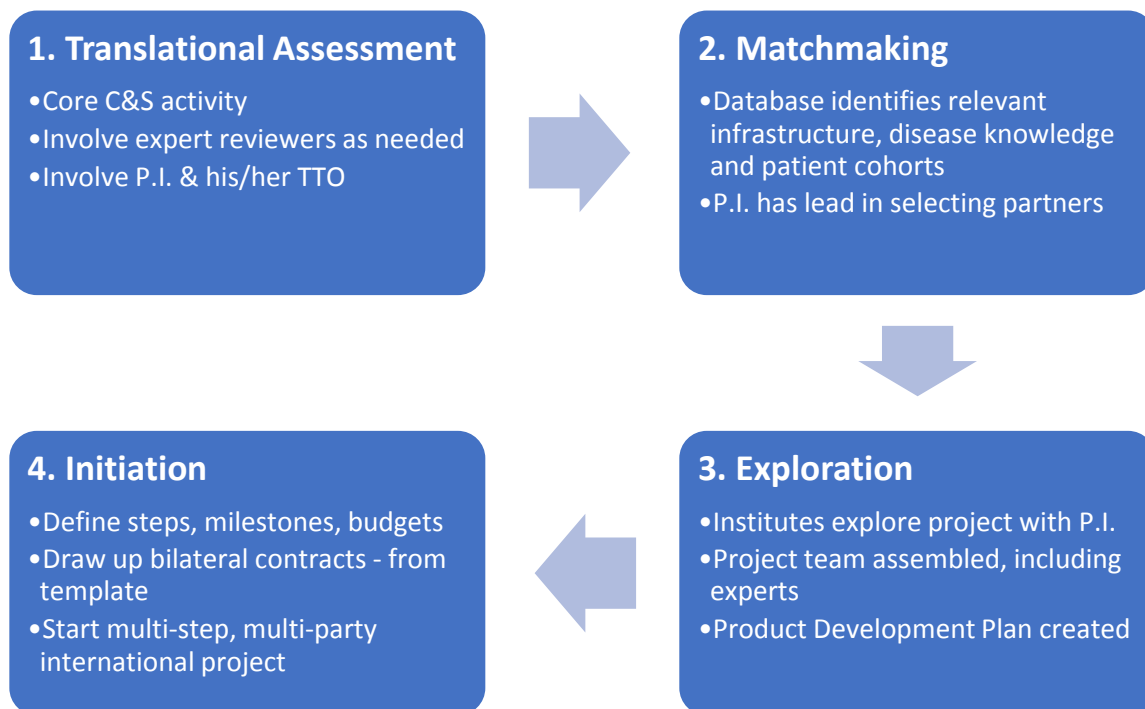 1. Translational Assessment
•Core C&S activity
•Involve expert reviewers as needed
•Involve P.I. & his/her TTO
2. Matchmaking
•Database identifies relevant
infrastructure, disease knowledge
and patient cohorts
•P.I. has lead in selecting partners
3. Exploration
•Institutes explore project with P.I.
•Project team assembled, including
experts
•Product Development Plan created
4. Initiation
•Define steps, milestones, budgets
•Draw up bilateral contracts - from
template
•Start multi-step, multi-party
international project